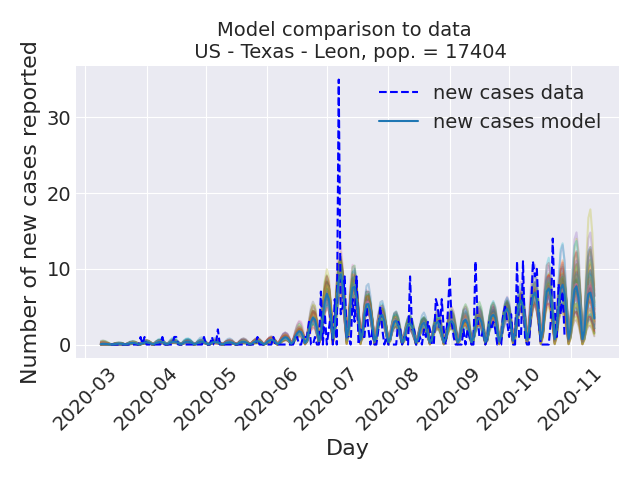 Model comparison to data
US - Texas - Leon, pop. = 17404
Number of new cases reported
30
20
10
0
new cases data
new cases model
2020-03
2020-04
2020-05
2020-06
2020-07
2020-08
2020-09
2020-10
2020-11
Day